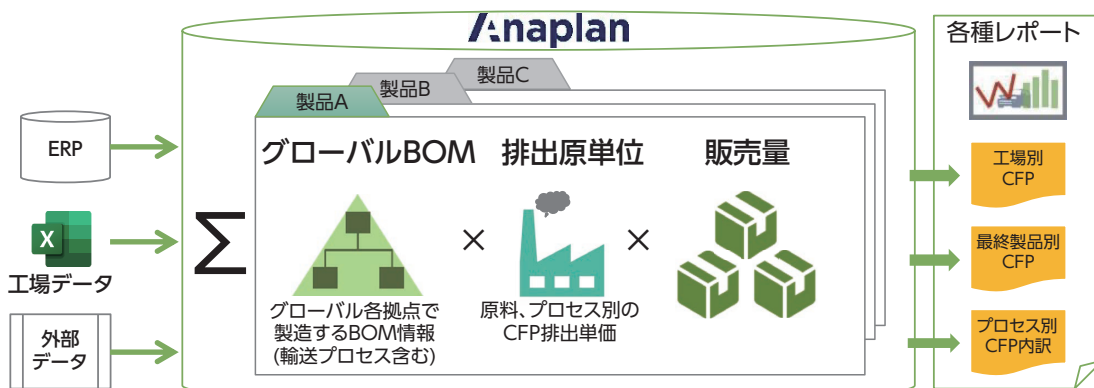 Anaplan
各種レポート
製品C
製品B
製品A
ERP
グローバルBOM
排出原単位
販売量
工場別
CFP
X
工場データ
Σ
×
×
最終製品別
CFP
グローバル各拠点で
製造するBOM情報
(輸送プロセス含む)
原料、プロセス別の
CFP排出単価
外部
データ
プロセス別
CFP内訳